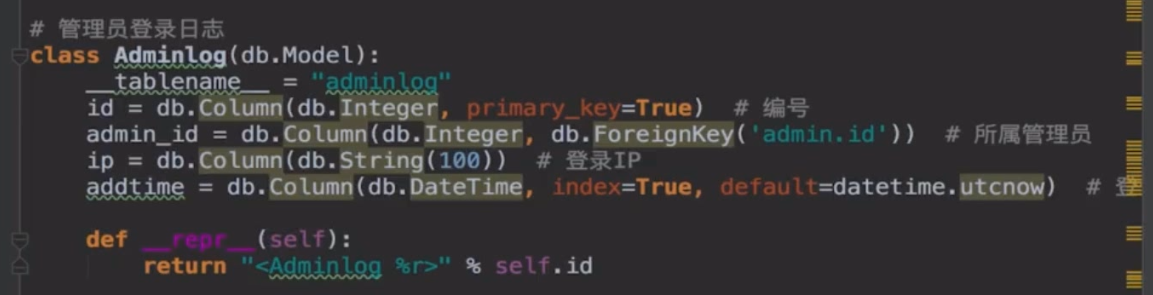 # 管理员登录日志
class Adminlog(db.Model):
    __tablename__ = "adminlog"
    id = db.Column(db.Integer, primary_key=True)  # 编号
    admin_id = db.Column(db.Integer, db.ForeignKey('admin.id'))  # 所属管理员
    ip = db.Column(db.String(100))  # 登录IP
    addtime = db.Column(db.DateTime, index=True, default=datetime.utcnow)  # 登
    def __repr__(self):
        return "<Adminlog %r>" % self.id